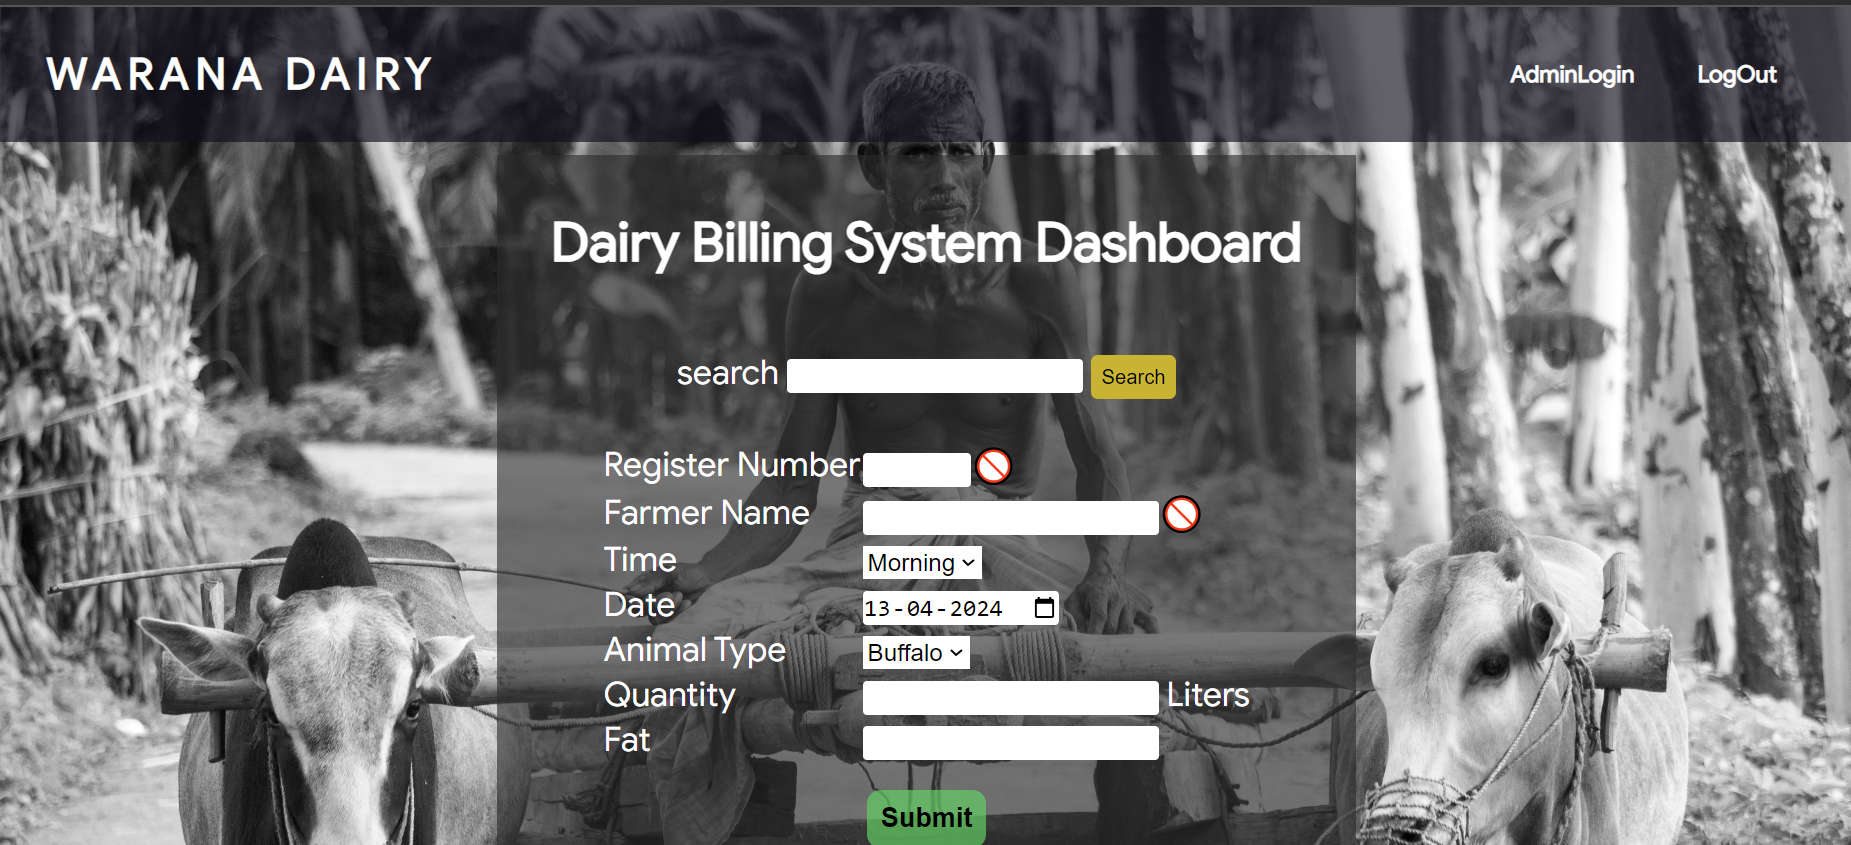 WARANA DAIRY
AdminLogin LogOut
Dairy Billing System Dashboard
search Search
Register Number
Farmer Name
Time Morning
Date 13-04-2024
Animal Type Buffalo
Quantity Liters
Fat
Submit